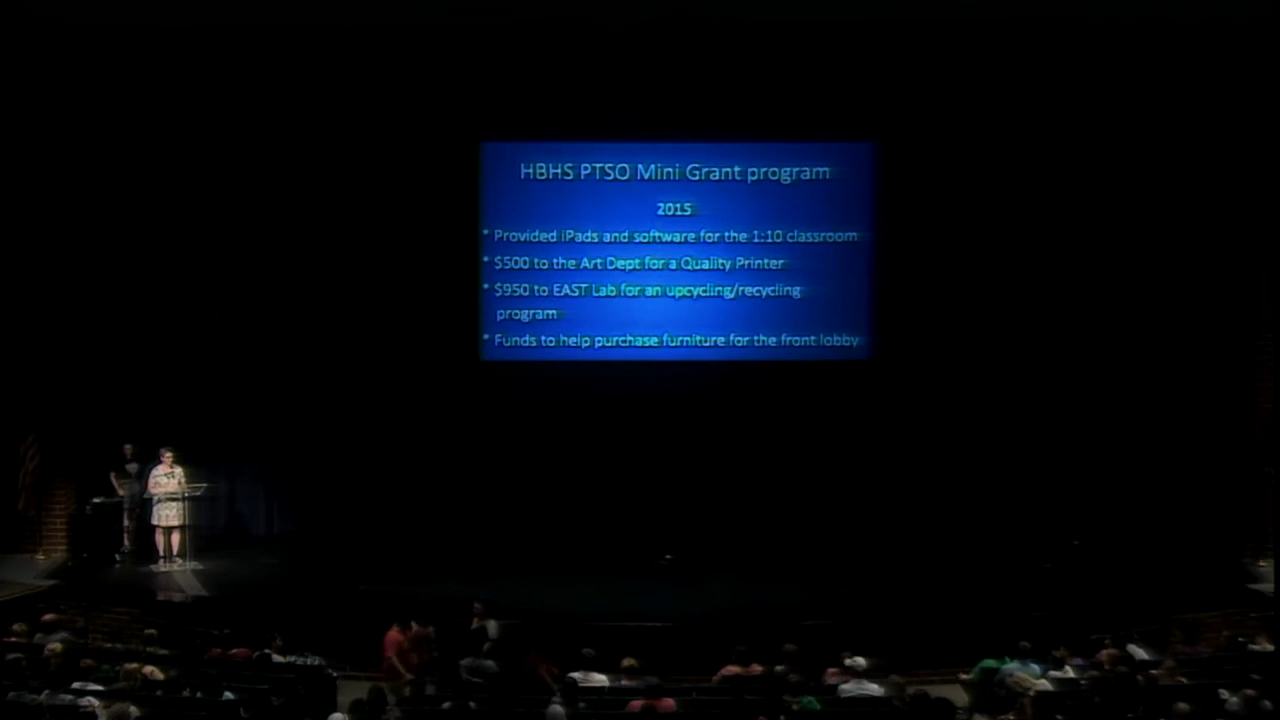 HBHS PTSO Mini Grant program
2015
* Provided iPads and software for the 1:10 classroom
* $500 to the Art Dept for a Quality Printer
* $950 to EAST Lab for an upcycling/recycling
program
* Funds to help purchase furniture for the front lobby